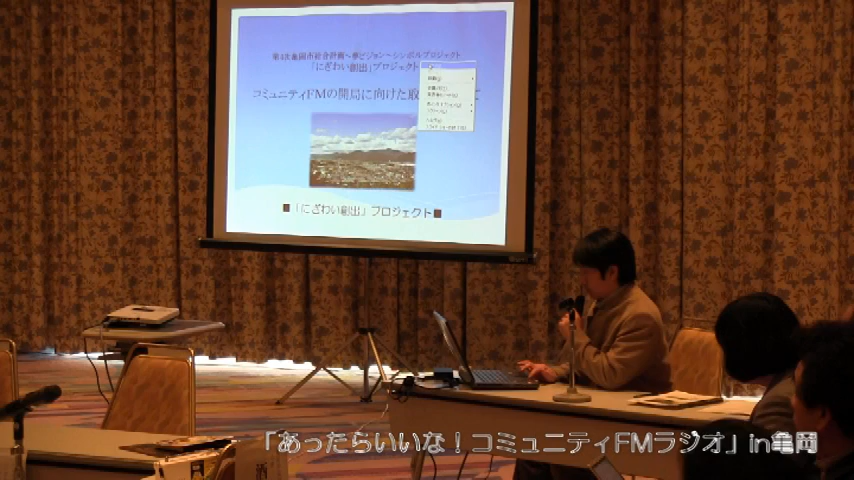 第4次亀岡市総合計画～夢ビジョン～シンボルプロジェクト
「にぎわい創出」プロジェクト
コミュニティFMの開局に向けた取
て
■「にぎわい創出」プロジェクト■
「あったらいいな！コミュニティFMラジオ」in亀岡
酒